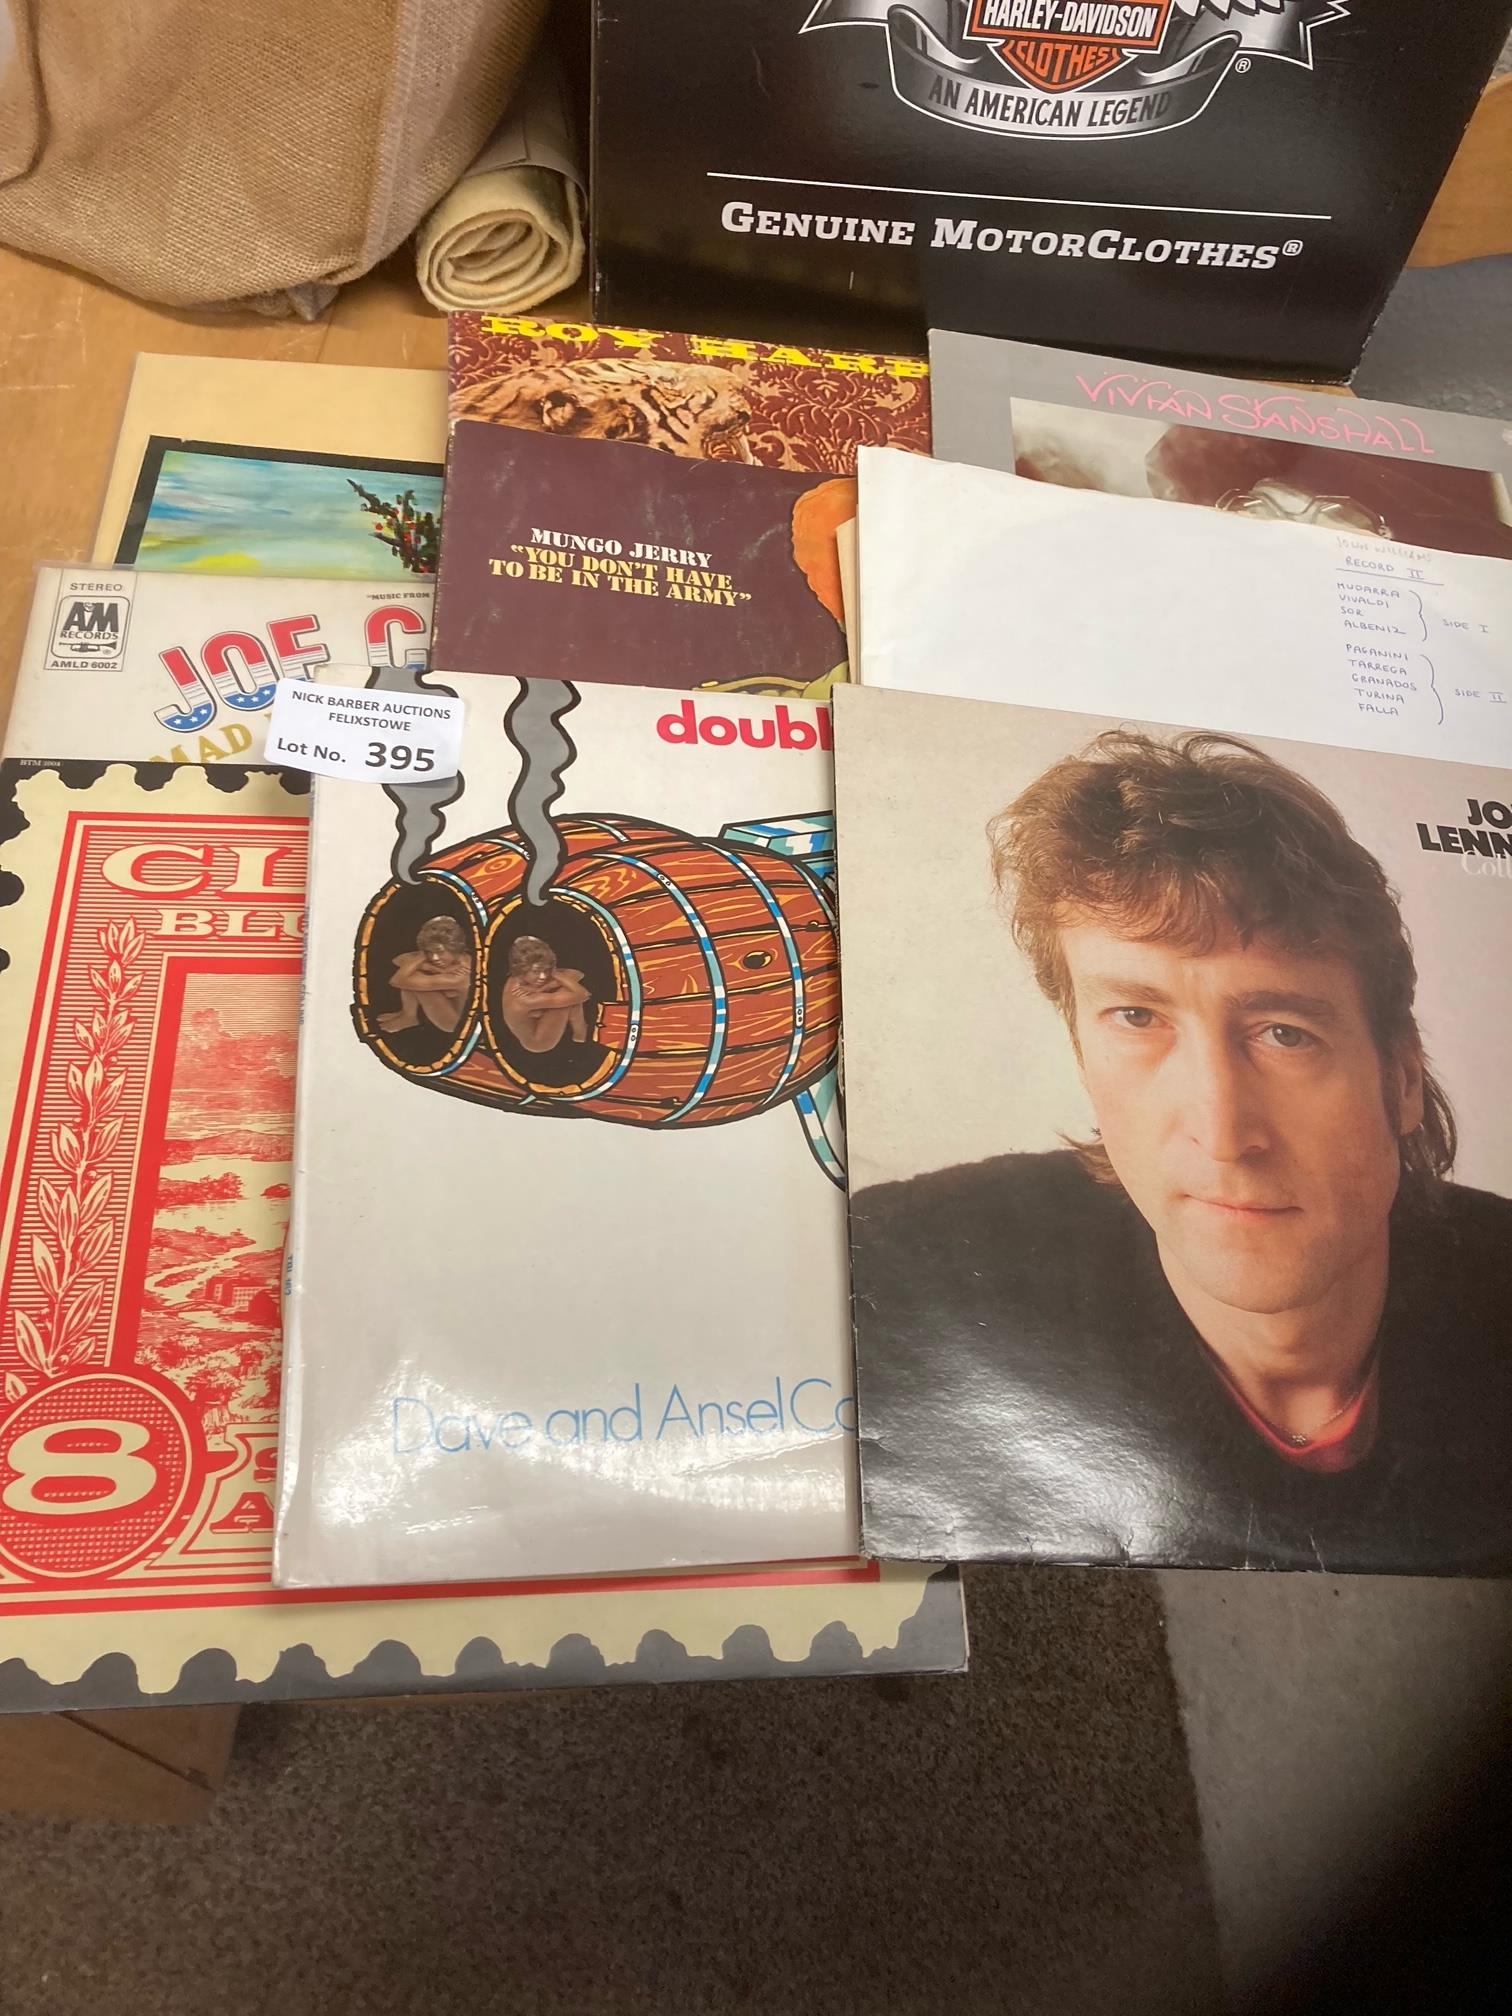 HARLEY-DAVIDSON
CLOTHES
AN AMERICAN LEGEND
®
GENUINE MOTORCLOTHES®
ROY HARP
VIVIAN STANSHALL
MUNGO JERRY
"YOU DON'T HAVE
TO BE IN THE ARMY"
JOHN WILLIAMS
RECORD II
MUDARRA
VIVALDI
SOR
ALBENIZ
SIDE I
PAGANINI
TARREGA
GRANADOS
TURINA
FALLA
SIDE II
STEREO
A&M
RECORDS
AMLD 6002
"MUSIC FROM
JOE C
MAD
NICK BARBER AUCTIONS
FELIXSTOWE
Lot No. 395
doubl
BTM 1004
CL
BLU
8
Dave and Ansel Co
JO
LENN
Coll